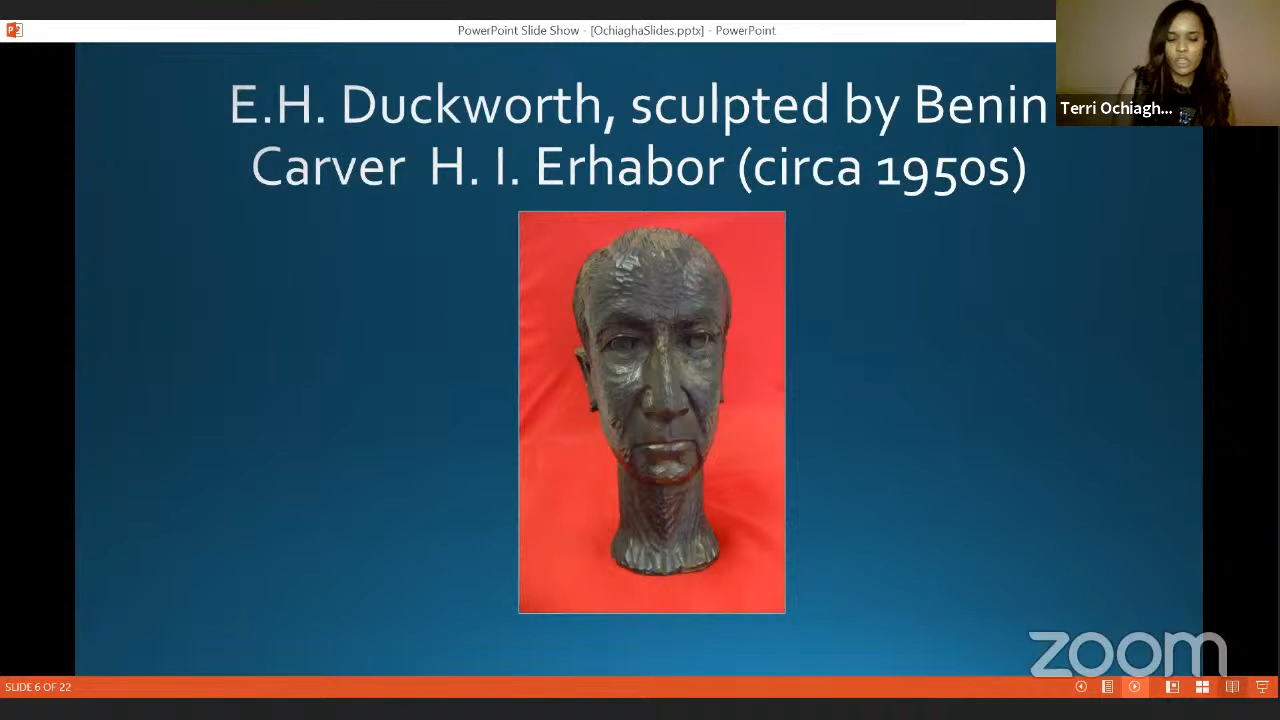 PowerPoint Slide Show - [OchiaghaSlides.pptx] - PowerPoint
Terri Ochiagh...
E.H. Duckworth, sculpted by Benin
Carver H. I. Erhabor (circa 1950s)
zoom
SLIDE 6 OF 22